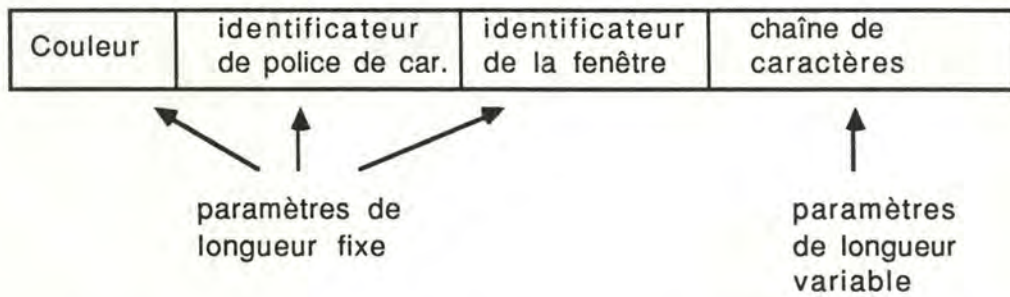 Couleur
identificateur
de police de car.
identificateur
de la fenêtre
chaîne de
caractères
paramètres de
longueur fixe
paramètres
de longueur
variable